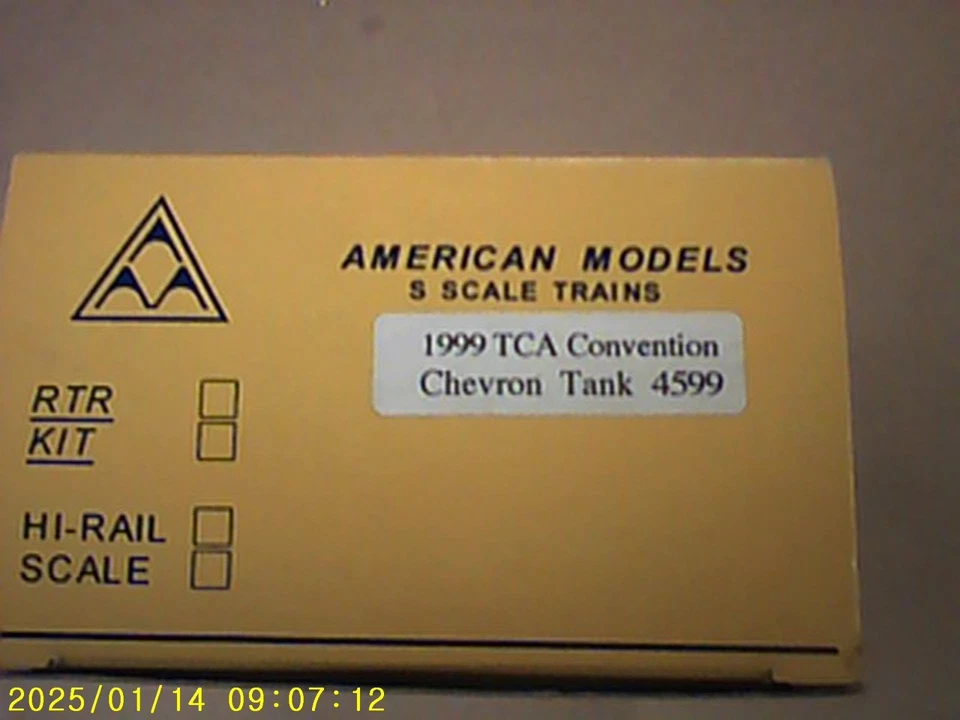 AMERICAN MODELS
S SCALE TRAINS
1999 TCA Convention
Chevron Tank 4599
RTR
KIT
HI-RAIL
SCALE
2025/01/14 09:07:12